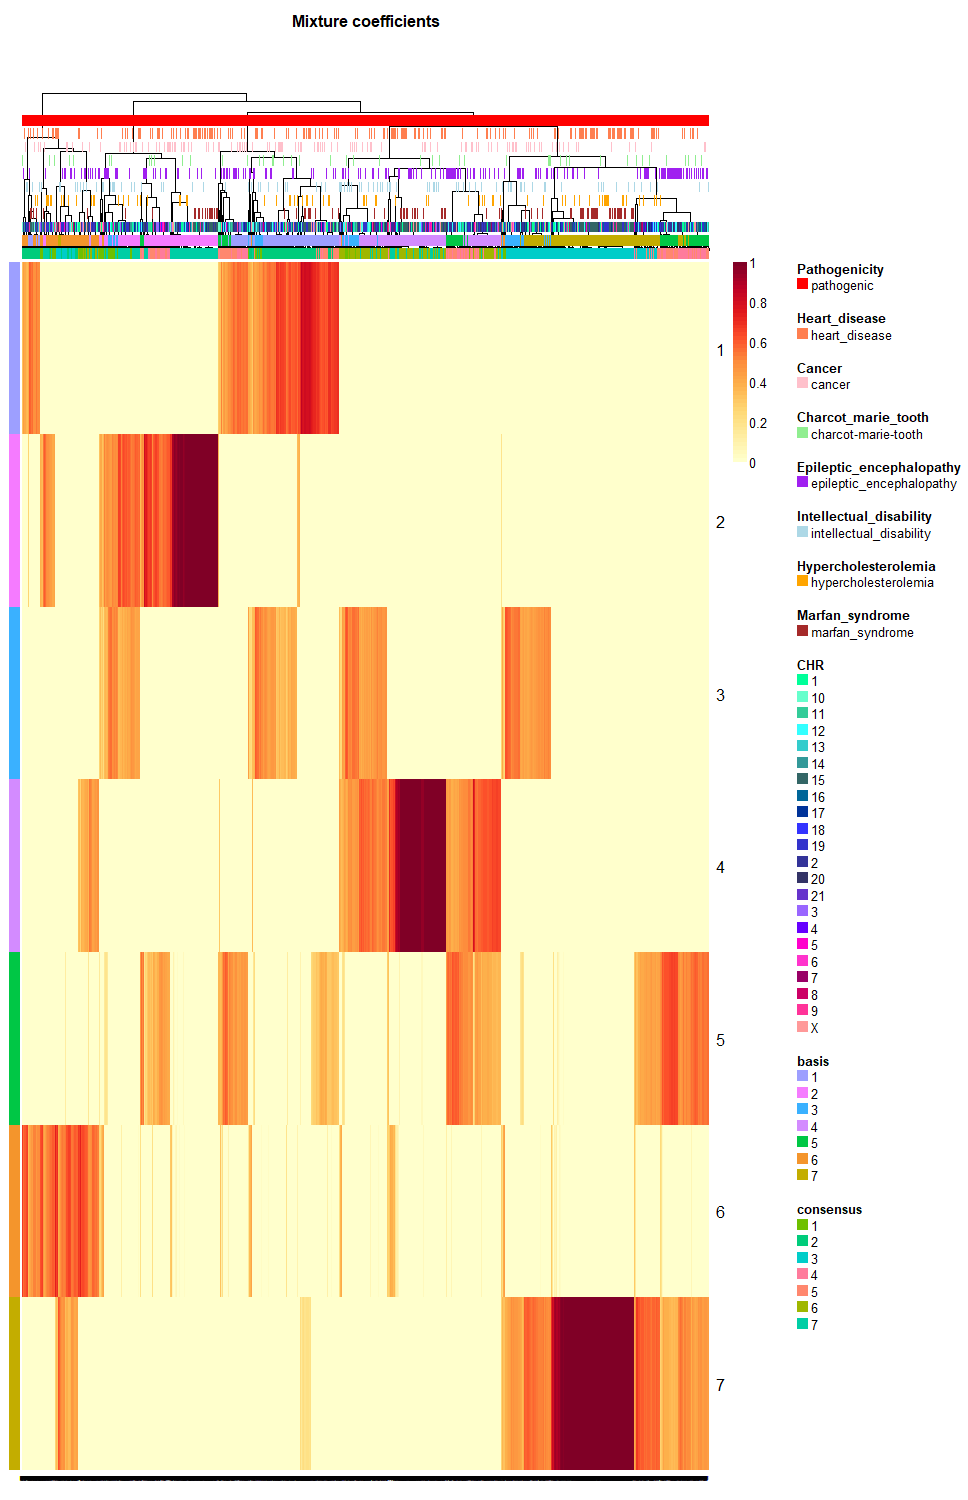 Mixture coefficients
1
0.8
0.6
0.4
0.2
0
1
2
3
4
5
6
7
Pathogenicity
pathogenic
Heart_disease
heart_disease
Cancer
cancer
Charcot_marie_tooth
charcot-marie-tooth
Epileptic_encephalopathy
epileptic_encephalopathy
Intellectual_disability
intellectual_disability
Hypercholesterolemia
hypercholesterolemia
Marfan_syndrome
marfan_syndrome
CHR
1
10
11
12
13
14
15
16
17
18
19
2
20
21
3
4
5
6
7
8
9
X
basis
1
2
3
4
5
6
7
consensus
1
2
3
4
5
6
7